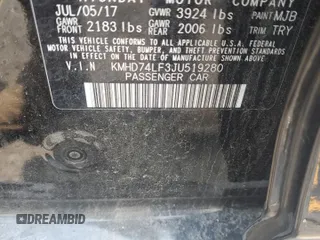 HYUNDAI MOTOR COMPANY
JUL/05/17 GVWR 3924 lbs PAINT MJB
GAWR FRONT 2183 lbs GAWR REAR 2006 lbs TRIM TRY
THIS VEHICLE CONFORMS TO ALL APPLICABLE FEDERAL MOTOR VEHICLE
SAFETY, BUMPER, AND THEFT PREVENTION STANDARDS
IN EFFECT ON THE DATE OF MANUFACTURE SHOWN ABOVE.
V.I.N KMHD74LF3JU519280
PASSENGER CAR
DREAMBID